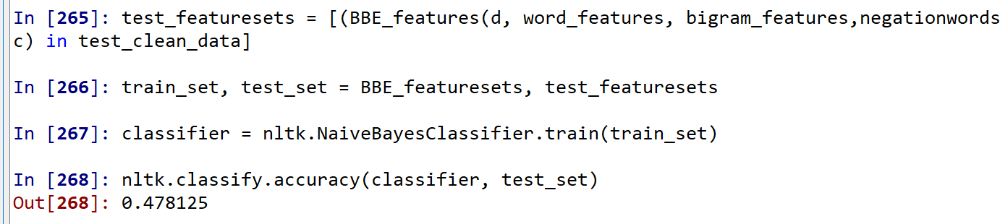 In [265]: test_featuresets = [(BBE_features(d, word_features, bigram_features,negationwords
c) in test_clean_data]
In [266]: train_set, test_set = BBE_featuresets, test_featuresets
In [267]: classifier = nltk.NaiveBayesClassifier.train(train_set)
In [268]: nltk.classify.accuracy(classifier, test_set)
Out[268]: 0.478125